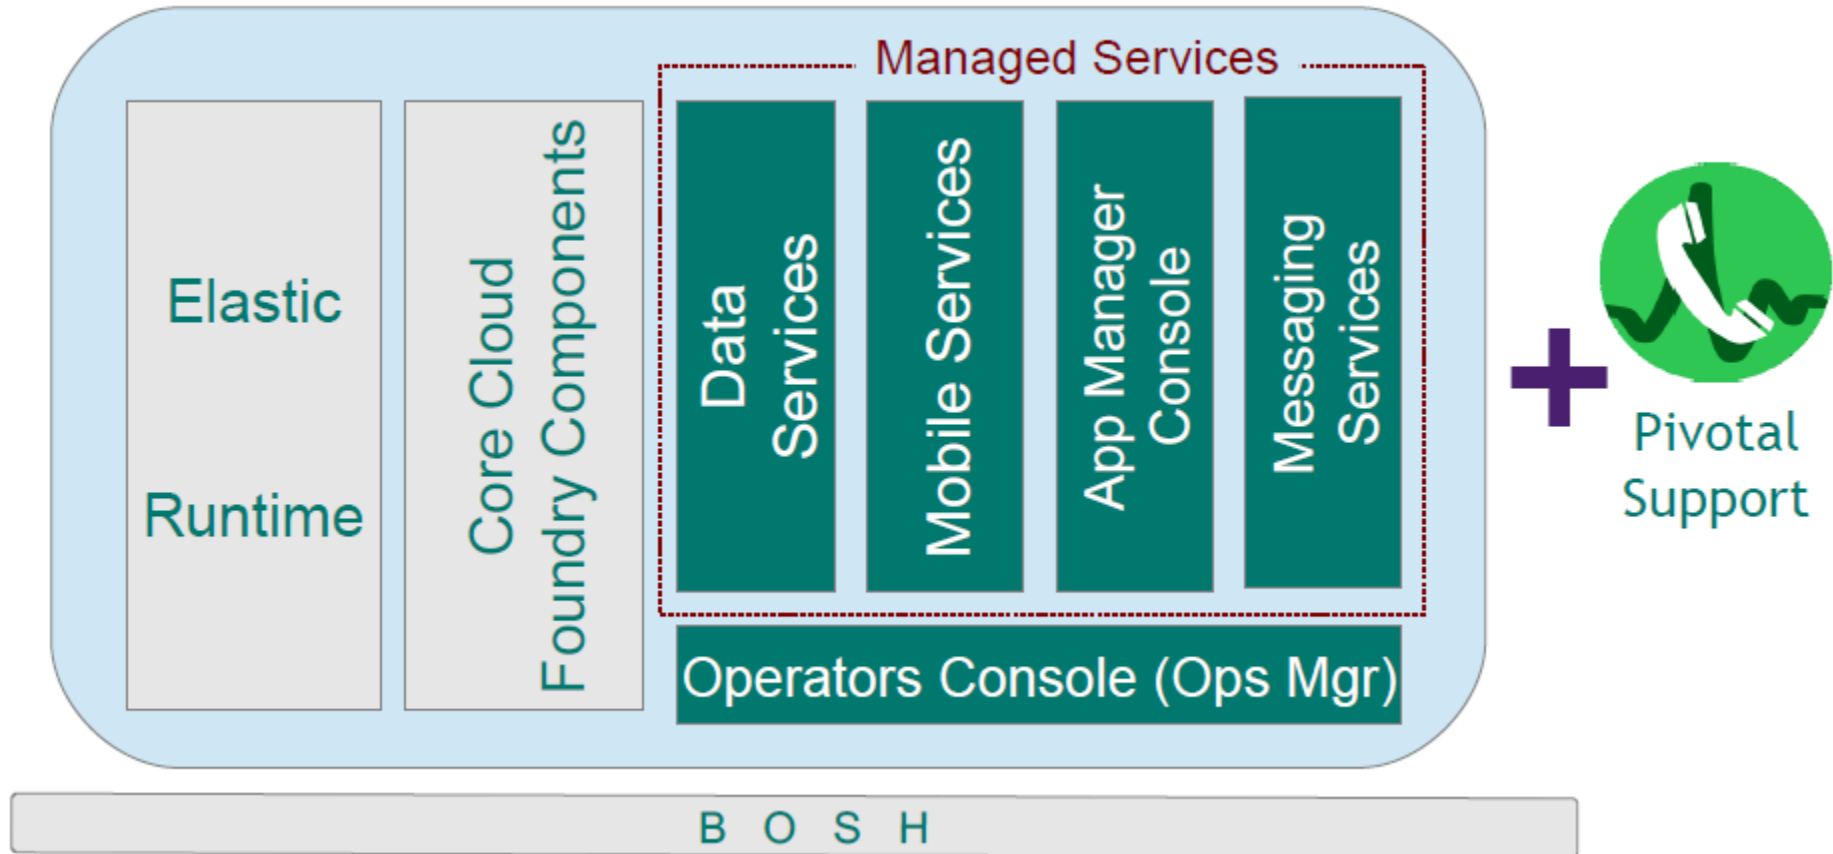 Managed Services
Elastic
Runtime
Core Cloud
Foundry Components
Data
Services
Mobile Services
App Manager
Console
Messaging
Services
Operators Console (Ops Mgr)
Pivotal
Support
B O S H